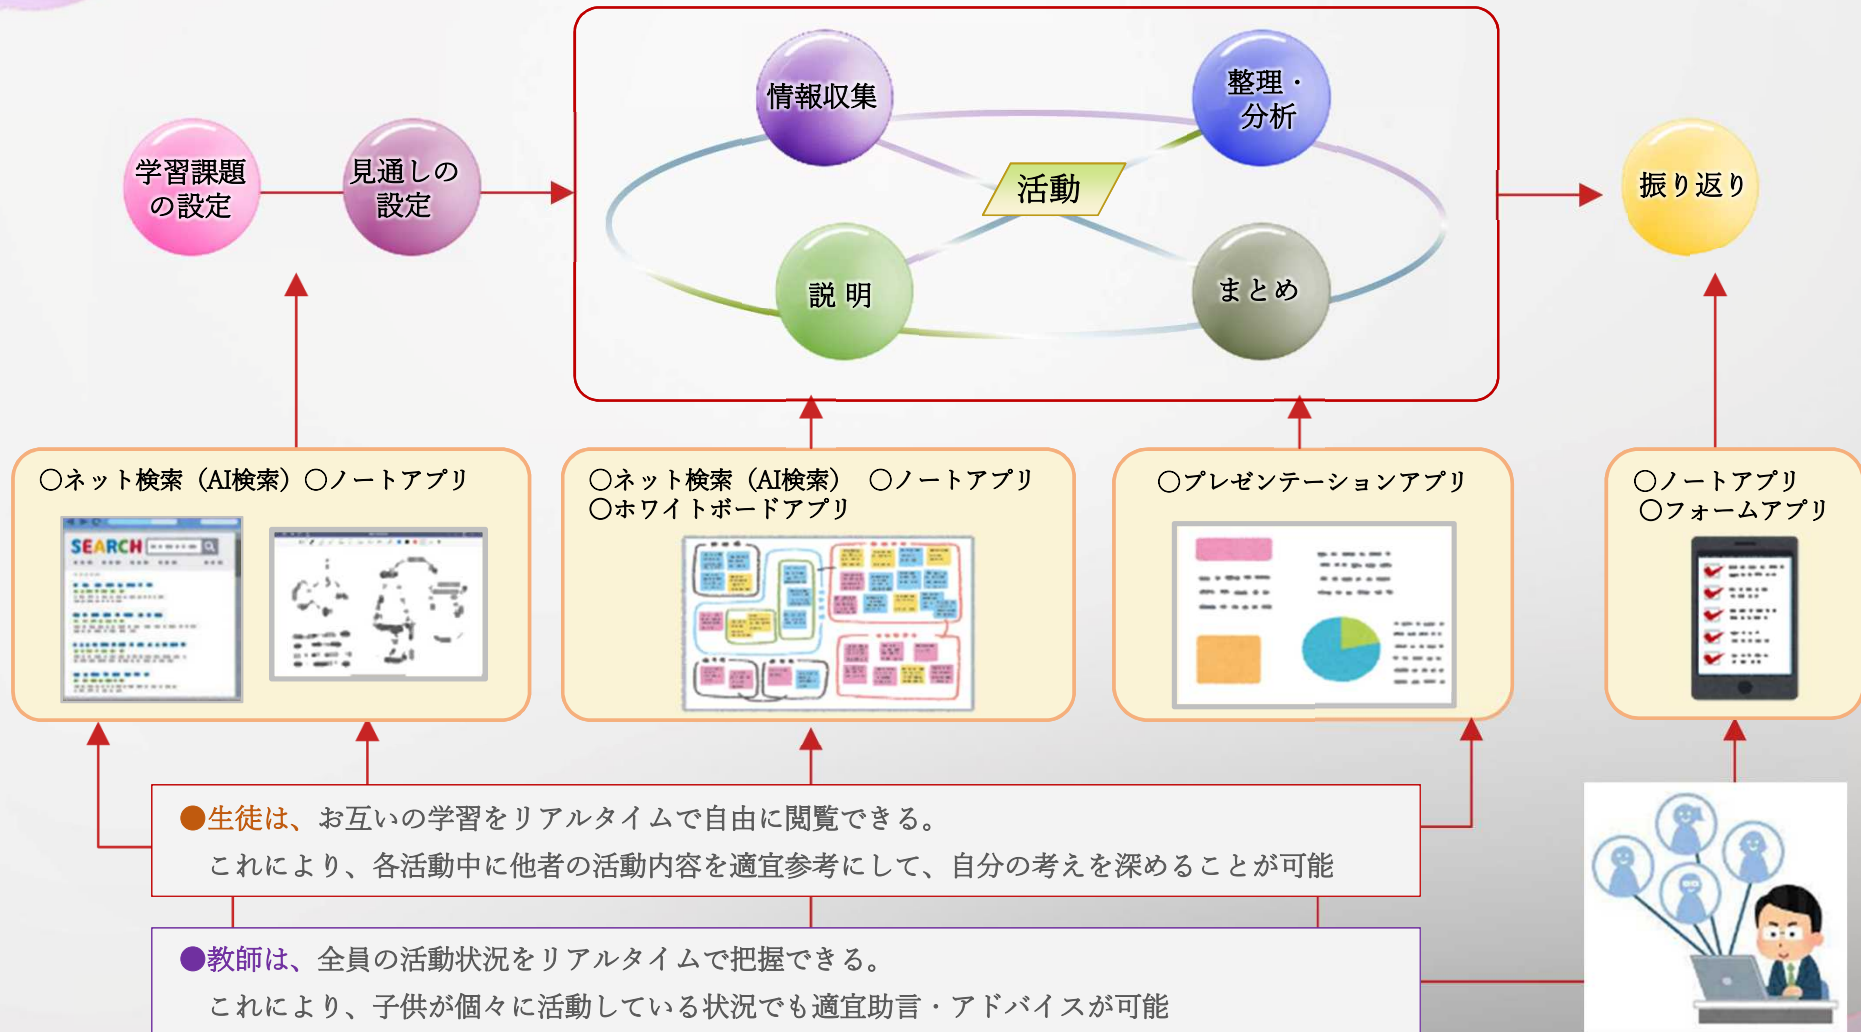 学習課題
の設定
見通しの
設定
情報収集
整理・
分析
活動
説 明
まとめ
振り返り
○ネット検索（AI検索）○ノートアプリ
SEARCH
○ネット検索（AI検索） ○ノートアプリ
○ホワイトボードアプリ
○プレゼンテーションアプリ
○ノートアプリ
○フォームアプリ
●生徒は、お互いの学習をリアルタイムで自由に閲覧できる。
これにより、各活動中に他者の活動内容を適宜参考にして、自分の考えを深めることが可能
●教師は、全員の活動状況をリアルタイムで把握できる。
これにより、子供が個々に活動している状況でも適宜助言・アドバイスが可能